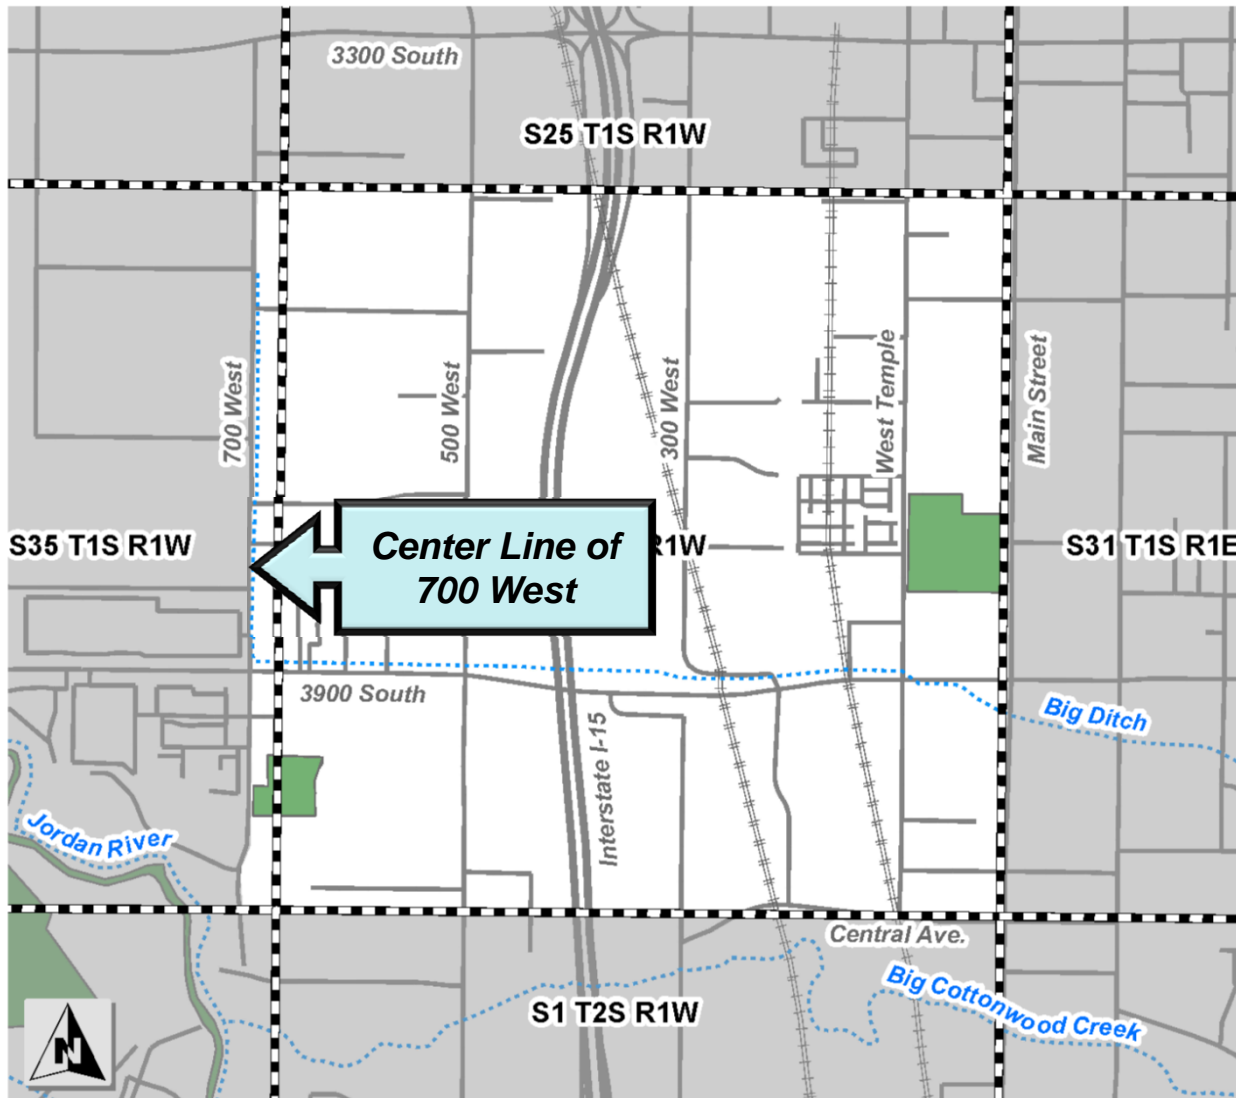 3300 South
S25 T1S R1W
700 West
500 West
300 West
West Temple
Main Street
S35 T1S R1W
Center Line of
700 West
R1W
S31 T1S R1E
3900 South
Big Ditch
Interstate I-15
Jordan River
Central Ave.
Big Cottonwood Creek
S1 T2S R1W
N